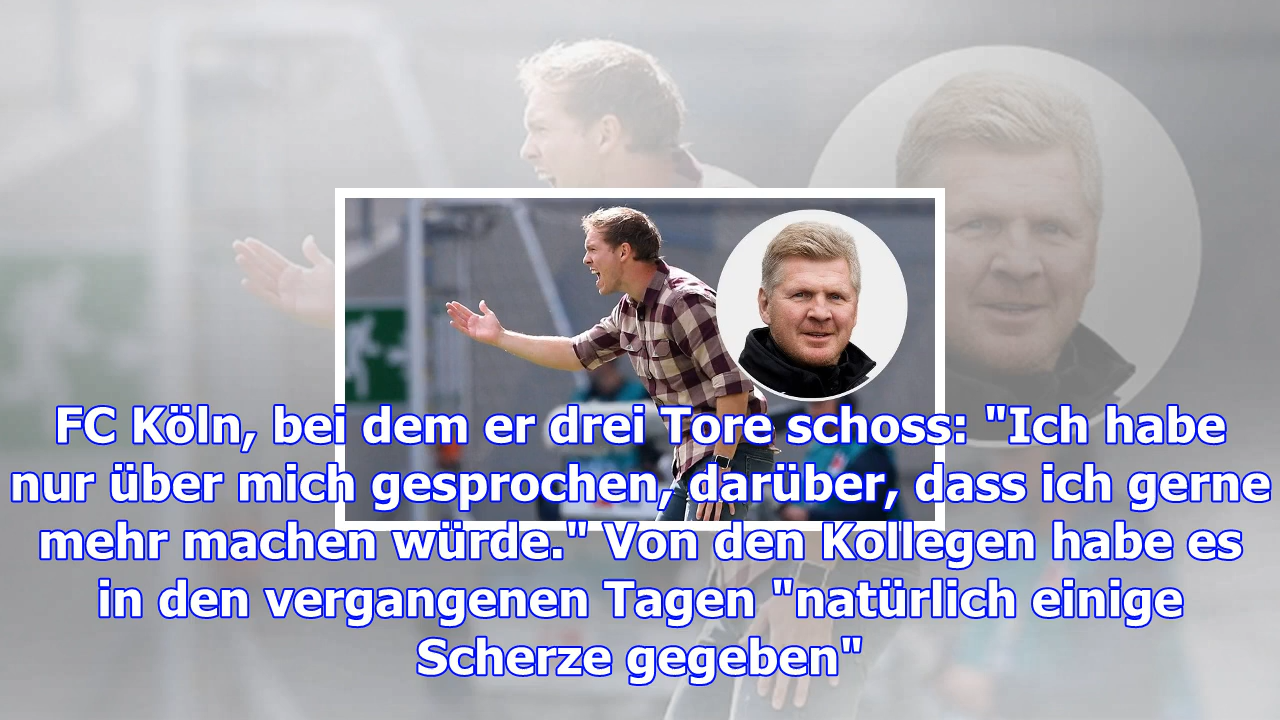 FC Köln, bei dem er drei Tore schoss: "Ich habe
nur über mich gesprochen, darüber, dass ich gerne
mehr machen würde." Von den Kollegen habe es
in den vergangenen Tagen "natürlich einige
Scherze gegeben"